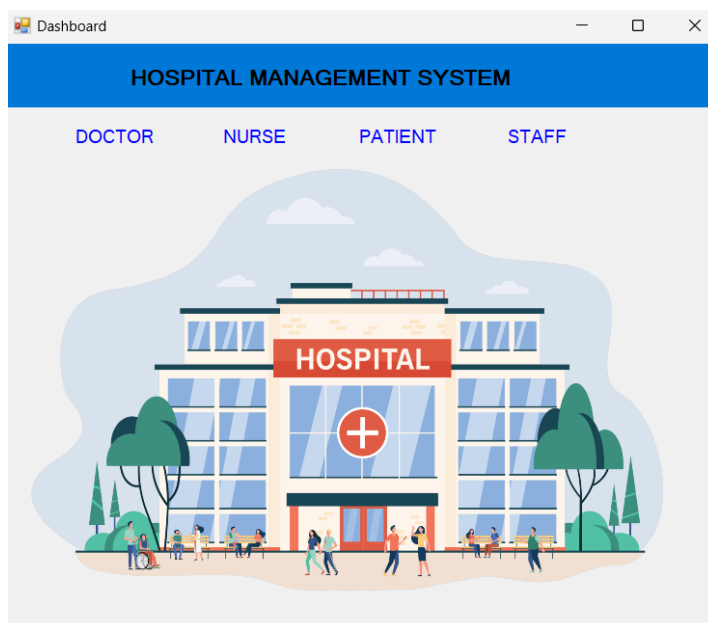 Dashboard
HOSPITAL MANAGEMENT SYSTEM
DOCTOR NURSE PATIENT STAFF
HOSPITAL